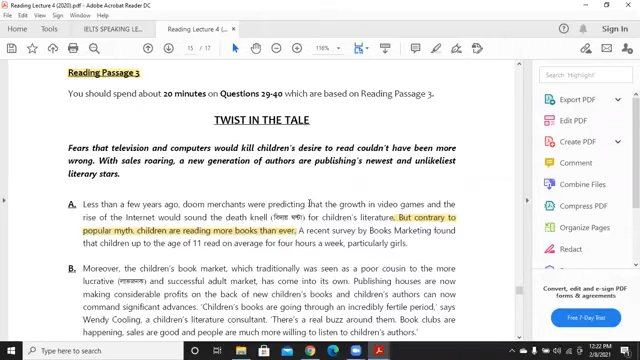 Reading Lecture 4 (2020).pdf - Adobe Acrobat Reader DC
File Edit View Sign Window Help
Home Tools IELTS SPEAKING LE... Reading Lecture 4 (... × Sign In
15 / 17 116%
Reading Passage 3
You should spend about 20 minutes on Questions 29-40 which are based on Reading Passage 3.
TWIST IN THE TALE
Fears that television and computers would kill children's desire to read couldn't have been more
wrong. With sales roaring, a new generation of authors are publishing's newest and unlikeliest
literary stars.
A. Less than a few years ago, doom merchants were predicting that the growth in video games and the
rise of the Internet would sound the death knell (বিদায় ঘণ্টা) for children's literature. But contrary to
popular myth, children are reading more books than ever. A recent survey by Books Marketing found
that children up to the age of 11 read on average for four hours a week, particularly girls.
B. Moreover, the children's book market, which traditionally was seen as a poor cousin to the more
lucrative (লাভজনক) and successful adult market, has come into its own. Publishing houses are now
making considerable profits on the back of new children's books and children's authors can now
command significant advances. 'Children's books are going through an incredibly fertile period,' says
Wendy Cooling, a children's literature consultant. 'There's a real buzz around them. Book clubs are
happening, sales are good and people are much more willing to listen to children's authors.'
Search 'Highlight'
Export PDF
Edit PDF
Create PDF
Comment
Combine Files
Compress PDF
Organize Pages
Redact
Convert, edit and e-sign PDF
forms & agreements
Free 7-Day Trial
Type here to search
12:22 PM
2/8/2021